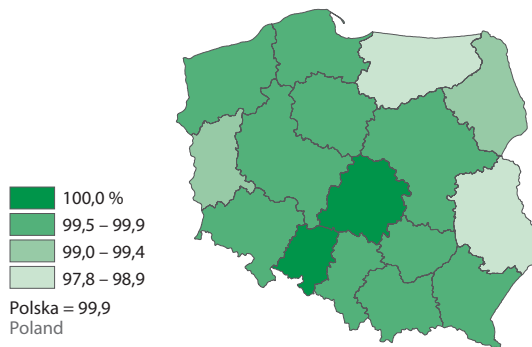 100,0 %
99,5 – 99,9
99,0 – 99,4
97,8 – 98,9
Polska = 99,9
Poland